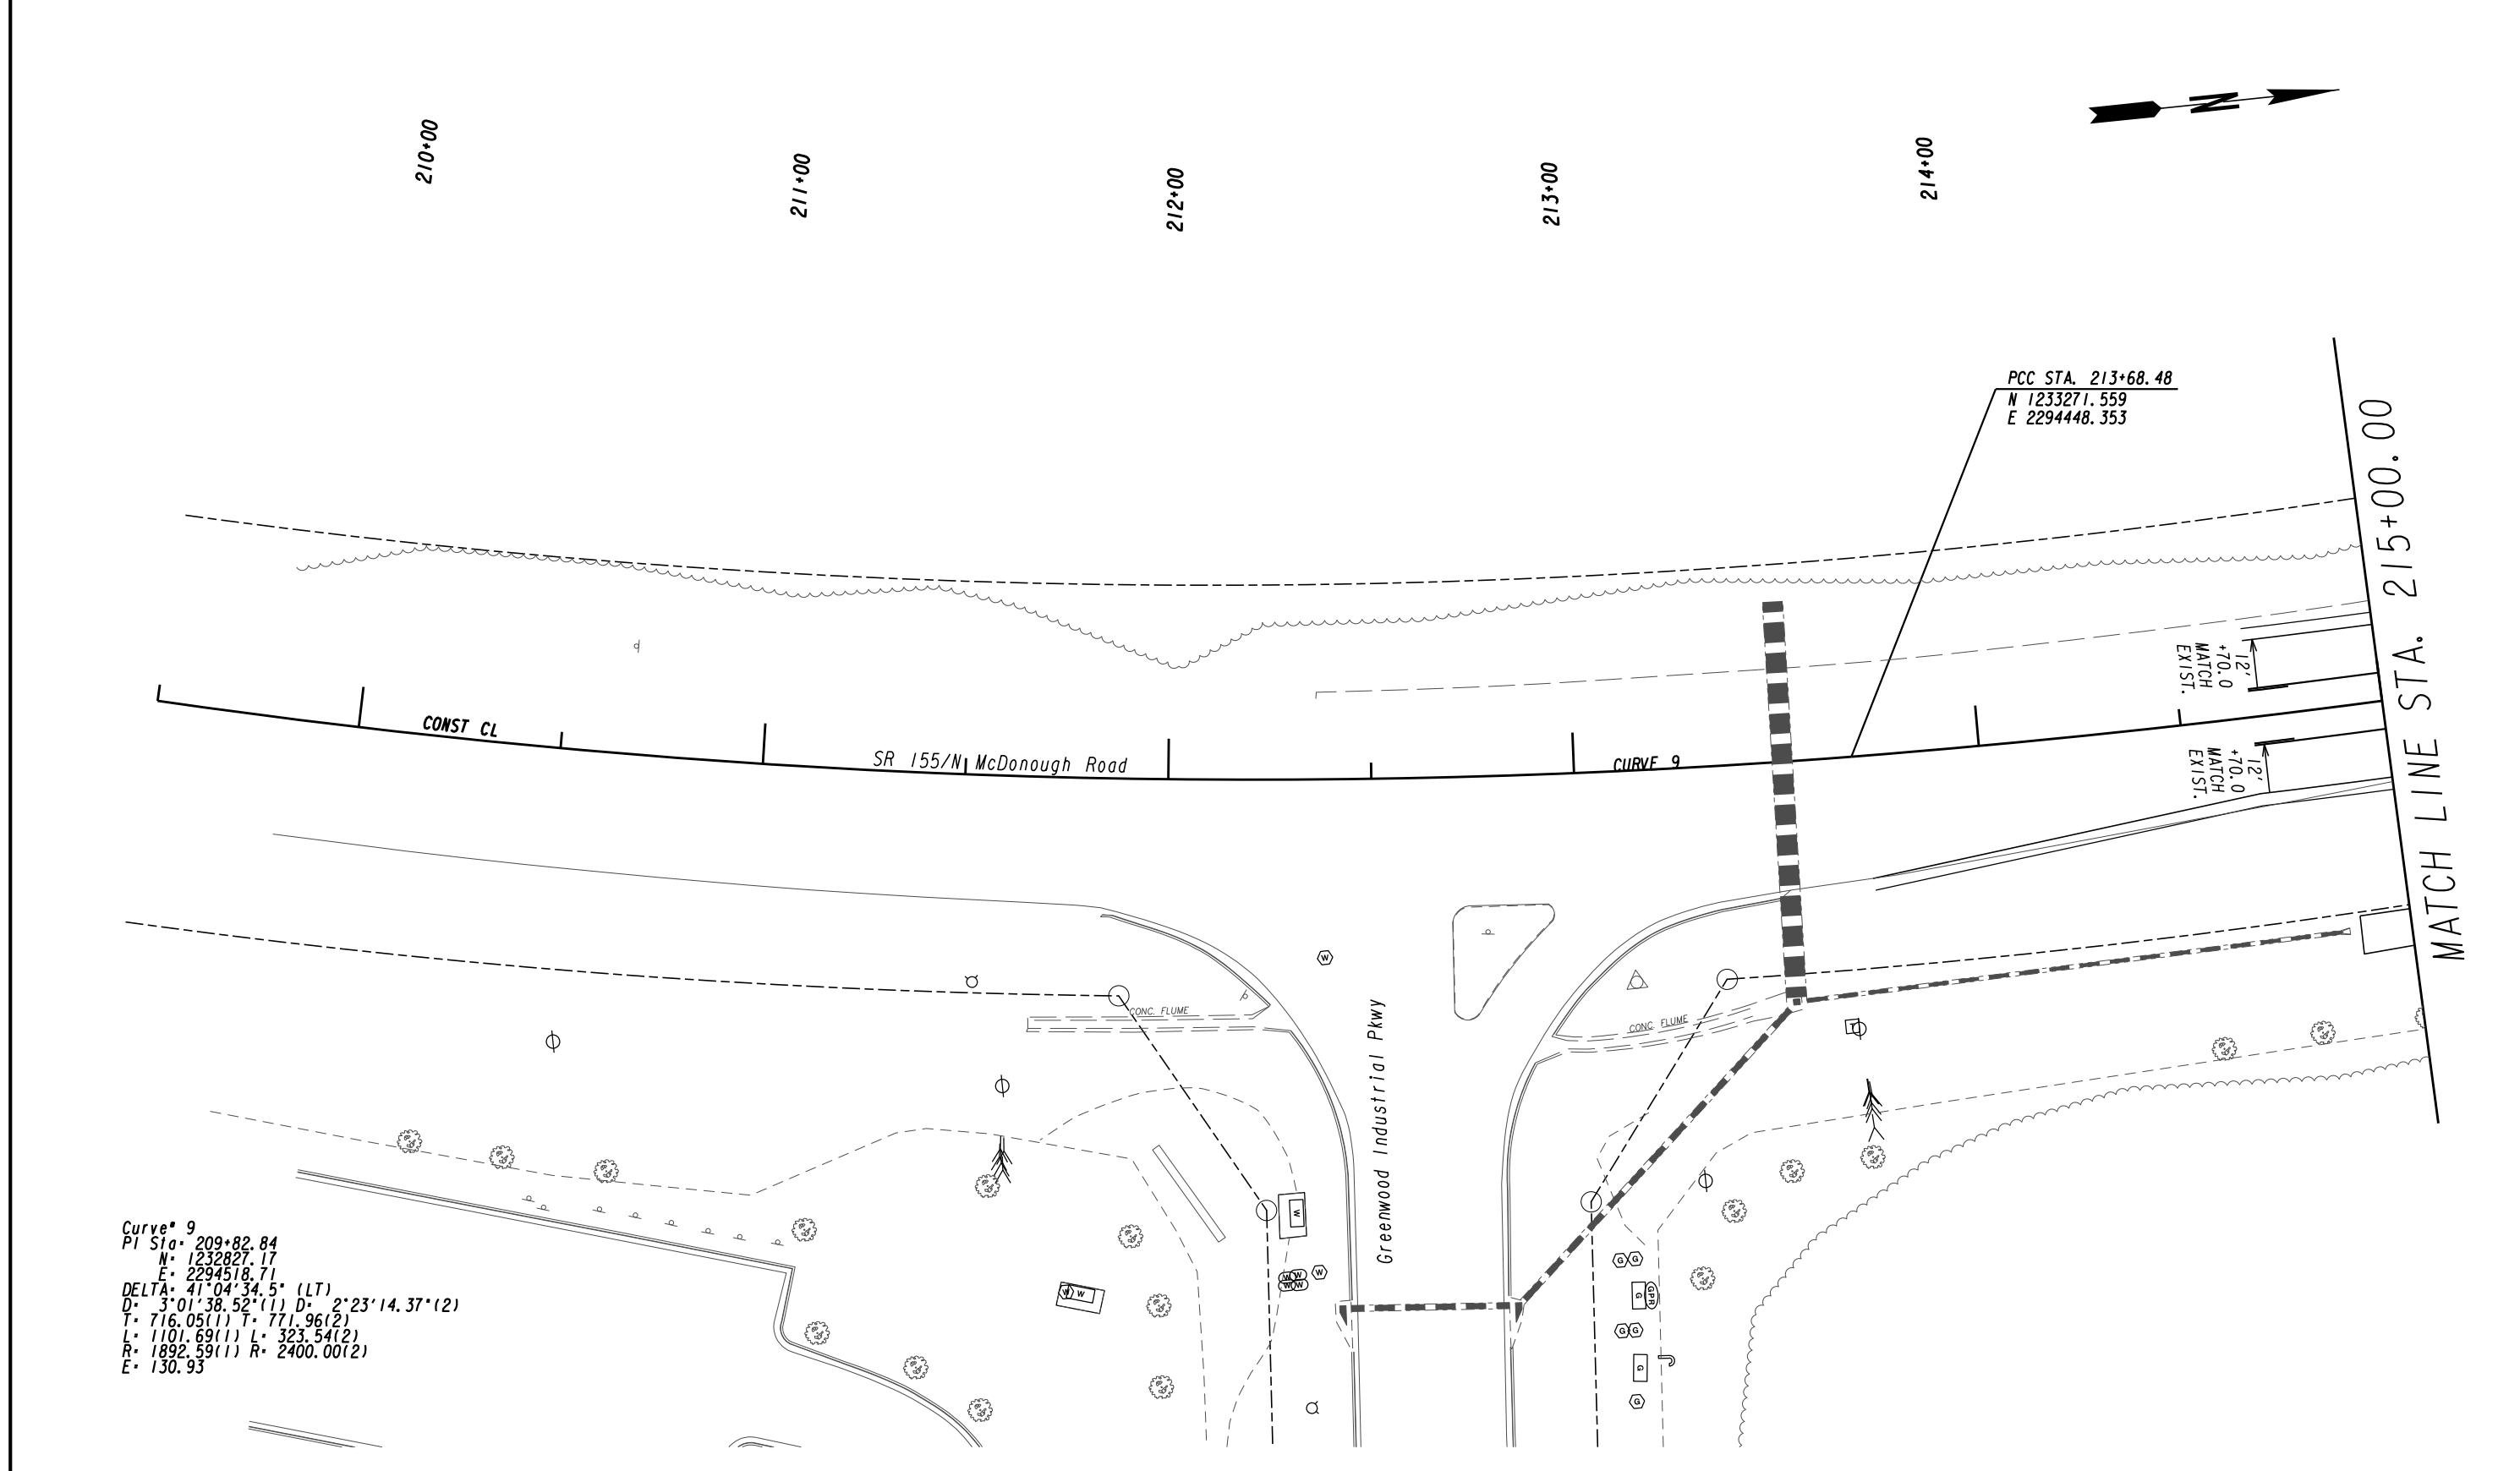 210+00
211+00
212+00
213+00
214+00
N
PCC STA. 213+68.48
N 1233271.559
E 2294448.353
MATCH LINE STA. 215+00.00
12'
+70.0
MATCH
EXIST.
12'
+70.0
MATCH
EXIST.
CONST CL
SR 155/N McDonough Road
CURVE 9
CONC. FLUME
CONC. FLUME
Greenwood Industrial Pkwy
W
T
W
W
W
W
W
W
W
W
G
G
G
GPR
G
G
G
G
Curve# 9
PI Sta: 209+82.84
N: 1232827.17
E: 2294518.71
DELTA: 41°04'34.5" (LT)
D: 3°01'38.52"(1) D: 2°23'14.37"(2)
T: 716.05(1) T: 771.96(2)
L: 1101.69(1) L: 323.54(2)
R: 1892.59(1) R: 2400.00(2)
E: 130.93